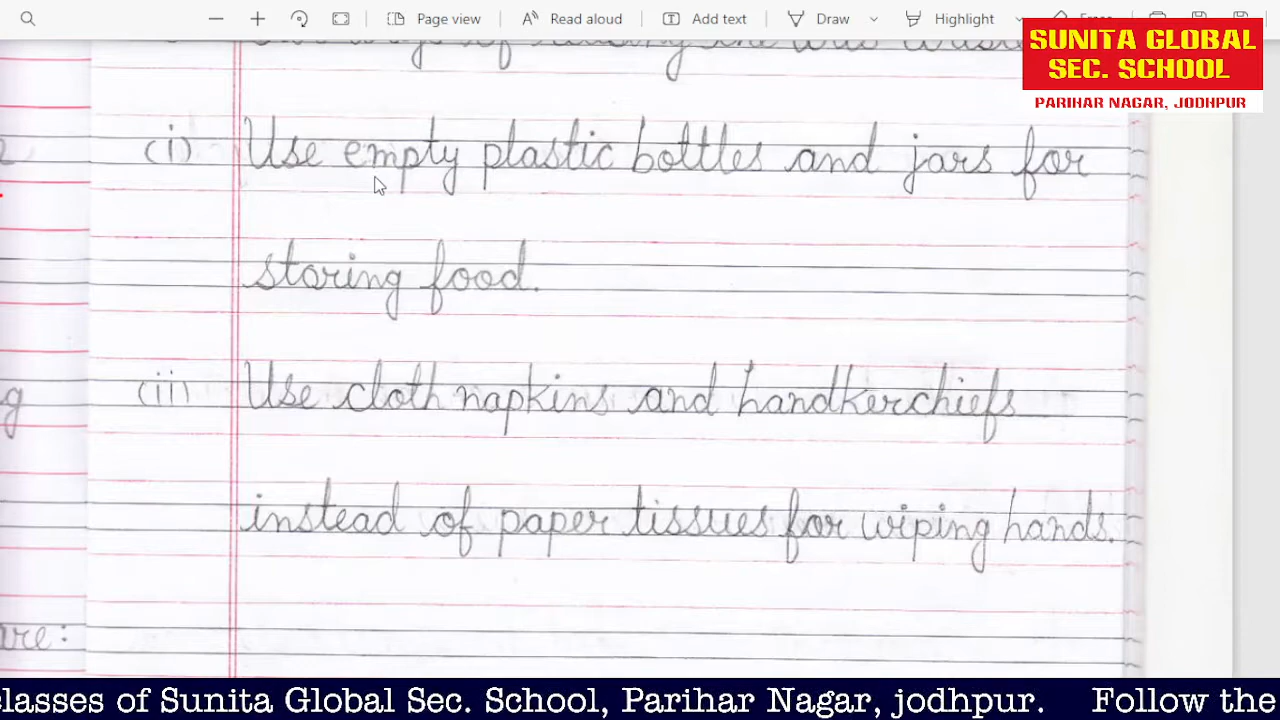 Page view
Read aloud
Add text
Draw
Highlight
SUNITA GLOBAL
SEC. SCHOOL
PARIHAR NAGAR, JODHPUR
(i) Use empty plastic bottles and jars for
storing food.
(iii) Use cloth napkins and handkerchiefs
instead of paper tissues for wiping hands.
classes of Sunita Global Sec. School, Parihar Nagar, jodhpur. Follow the